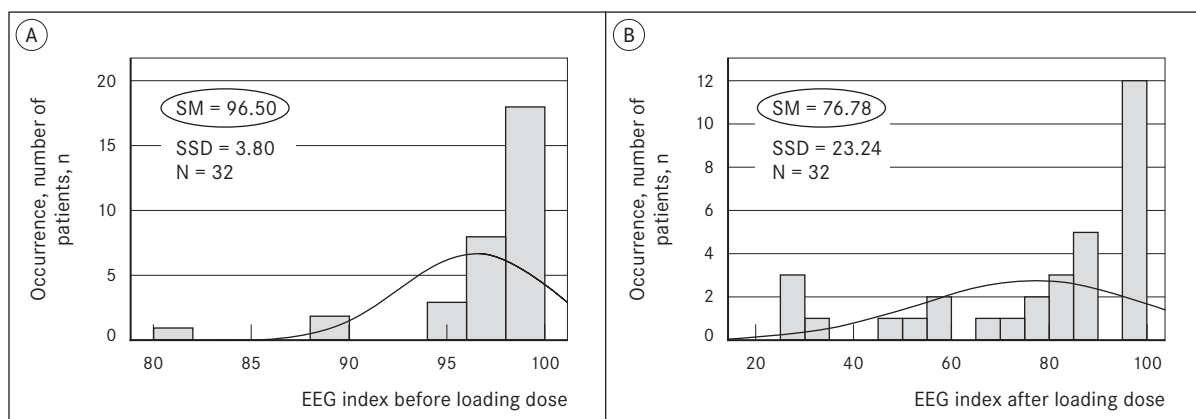 A
Occurrence, number of
patients, n
20
15
10
5
0
SM = 96.50
SSD = 3.80
N = 32
80 85 90 95 100
EEG index before loading dose
B
Occurrence, number of
patients, n
12
10
8
6
4
2
0
SM = 76.78
SSD = 23.24
N = 32
20 40 60 80 100
EEG index after loading dose